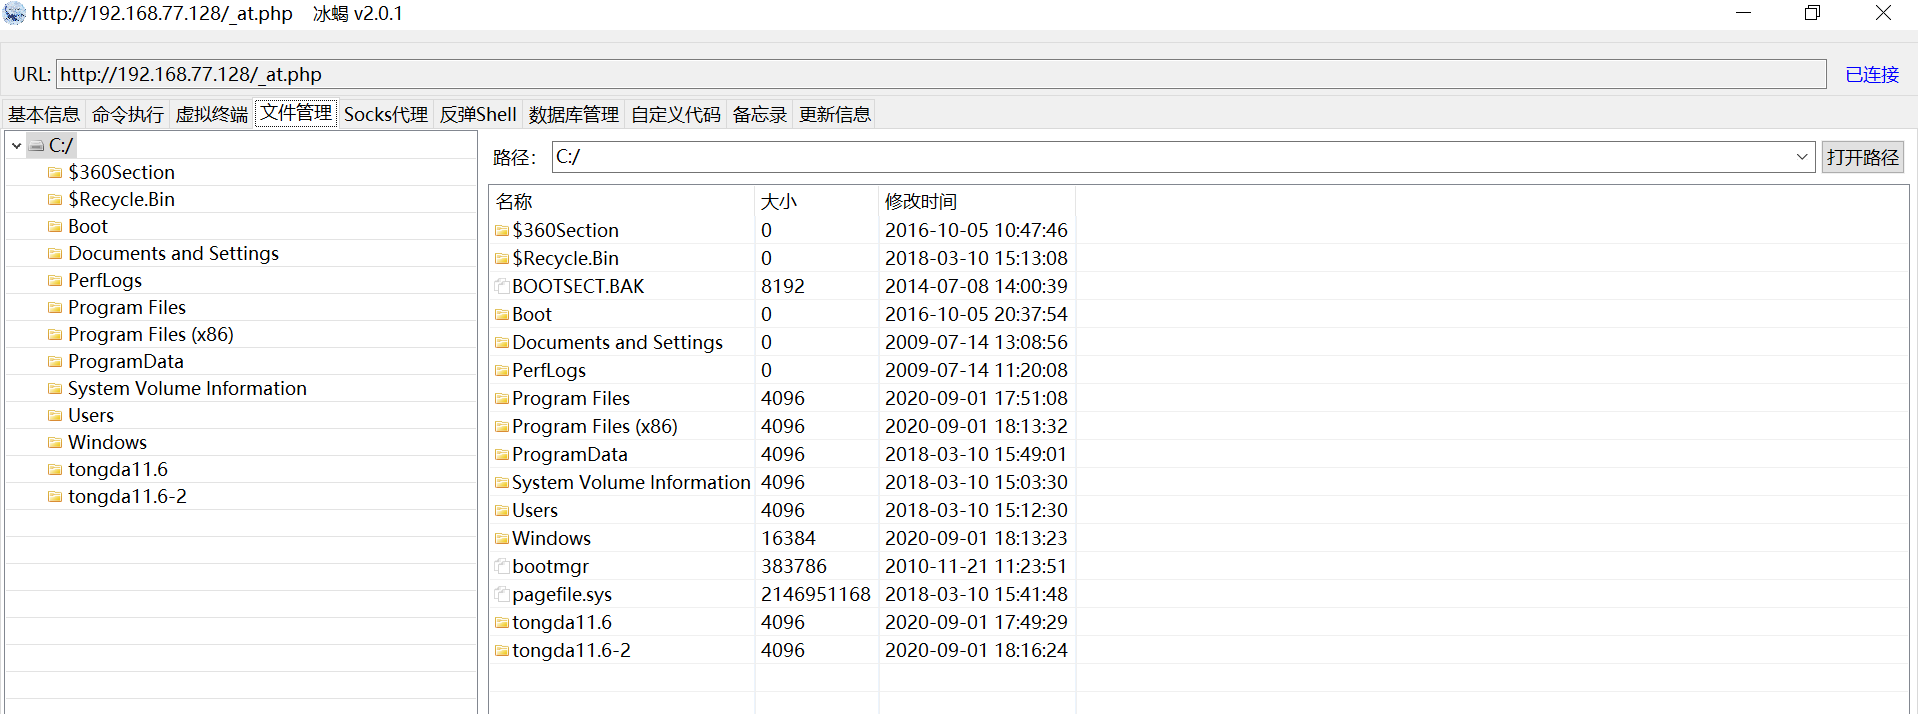 http://192.168.77.128/_at.php 冰蝎 v2.0.1
URL: http://192.168.77.128/_at.php 已连接
基本信息 命令执行 虚拟终端 文件管理 Socks代理 反弹Shell 数据库管理 自定义代码 备忘录 更新信息
C:/
$360Section
$Recycle.Bin
Boot
Documents and Settings
PerfLogs
Program Files
Program Files (x86)
ProgramData
System Volume Information
Users
Windows
tongda11.6
tongda11.6-2
路径: C:/ 打开路径
名称 大小 修改时间
$360Section 0 2016-10-05 10:47:46
$Recycle.Bin 0 2018-03-10 15:13:08
BOOTSECT.BAK 8192 2014-07-08 14:00:39
Boot 0 2016-10-05 20:37:54
Documents and Settings 0 2009-07-14 13:08:56
PerfLogs 0 2009-07-14 11:20:08
Program Files 4096 2020-09-01 17:51:08
Program Files (x86) 4096 2020-09-01 18:13:32
ProgramData 4096 2018-03-10 15:49:01
System Volume Information 4096 2018-03-10 15:03:30
Users 4096 2018-03-10 15:12:30
Windows 16384 2020-09-01 18:13:23
bootmgr 383786 2010-11-21 11:23:51
pagefile.sys 2146951168 2018-03-10 15:41:48
tongda11.6 4096 2020-09-01 17:49:29
tongda11.6-2 4096 2020-09-01 18:16:24